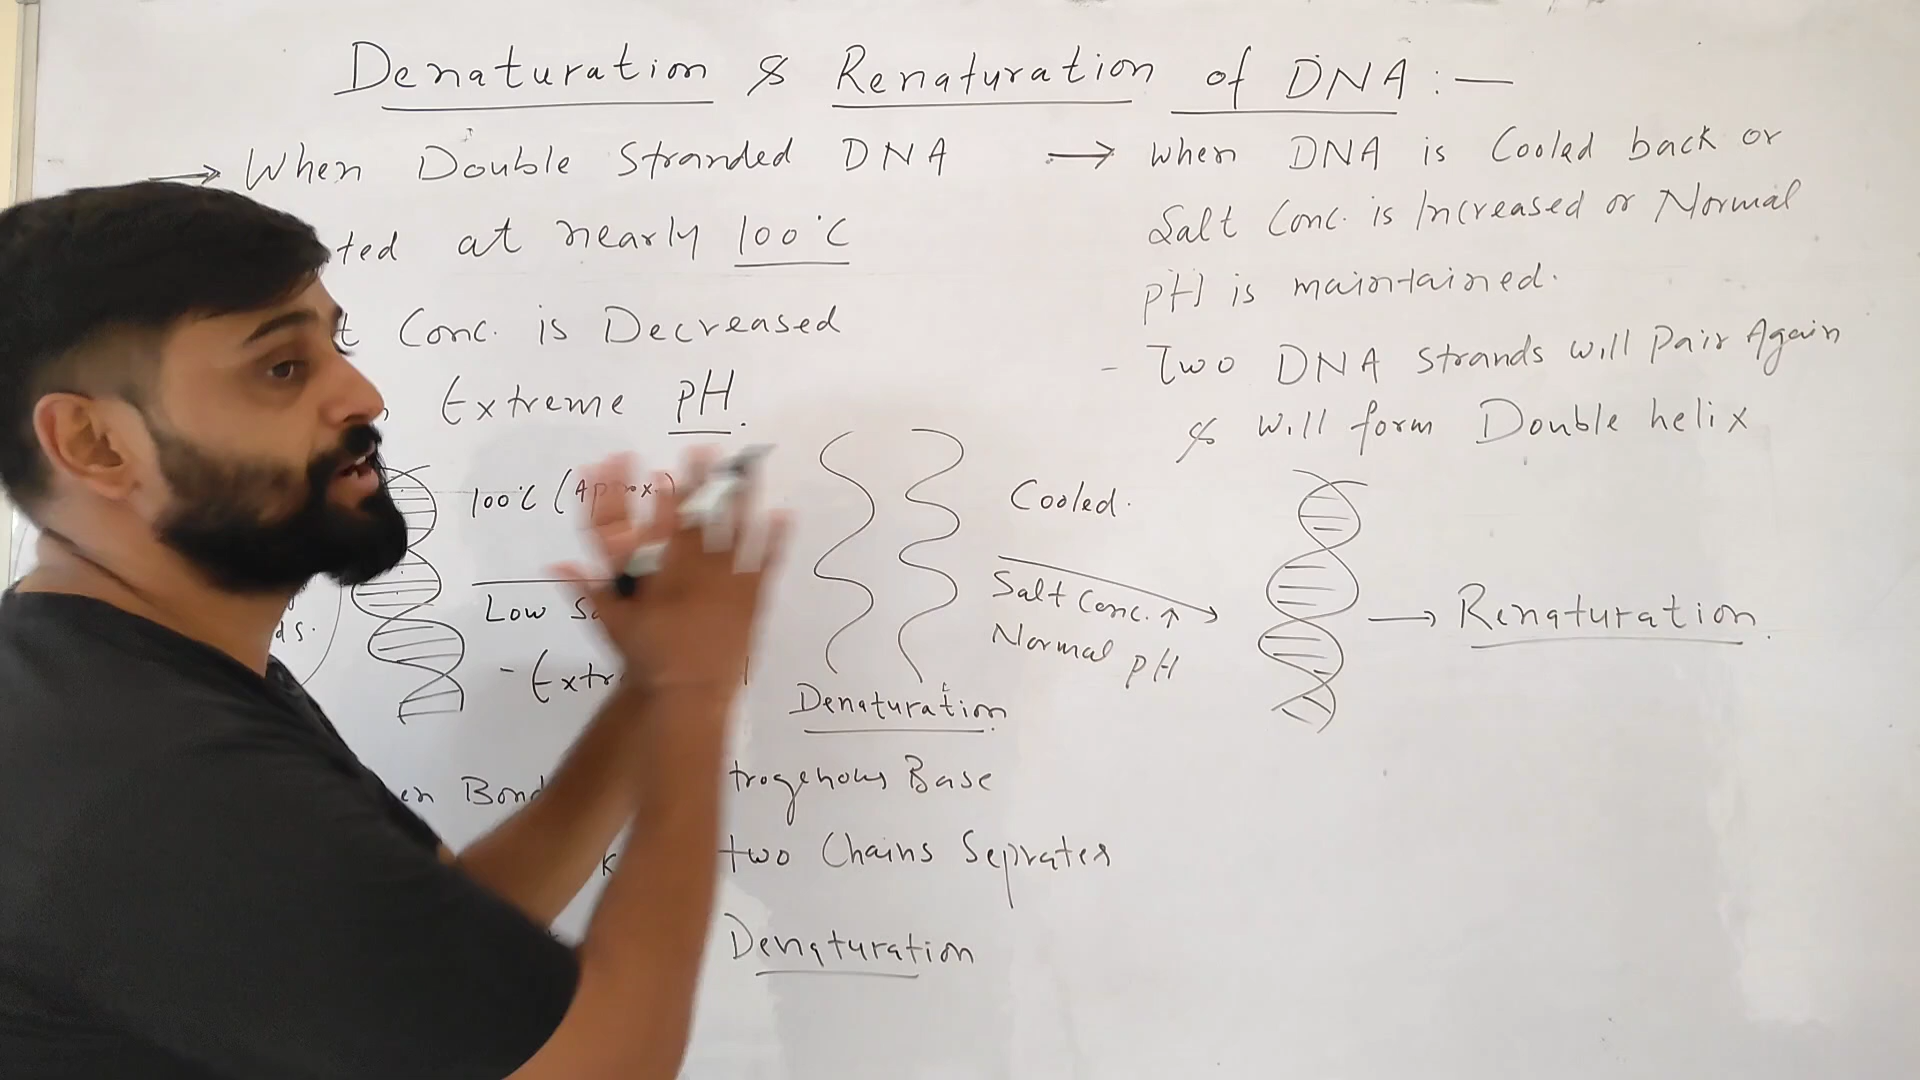 Denaturation & Renaturation of DNA :—
→ When Double Stranded DNA
ted at nearly 100°C
t Conc. is Decreased
Extreme pH.
→ When DNA is Cooled back or
Salt Conc. is Increased or Normal
pH is maintained.
- Two DNA Strands will Pair Again
& Will form Double helix
100°C (Aprox.)
Low Sa
- Extr
ds.
Denaturation
Cooled.
Salt Conc. ↑
Normal pH
→ Renaturation.
en Bond trogenous Base
K two Chains Seprates
Denaturation